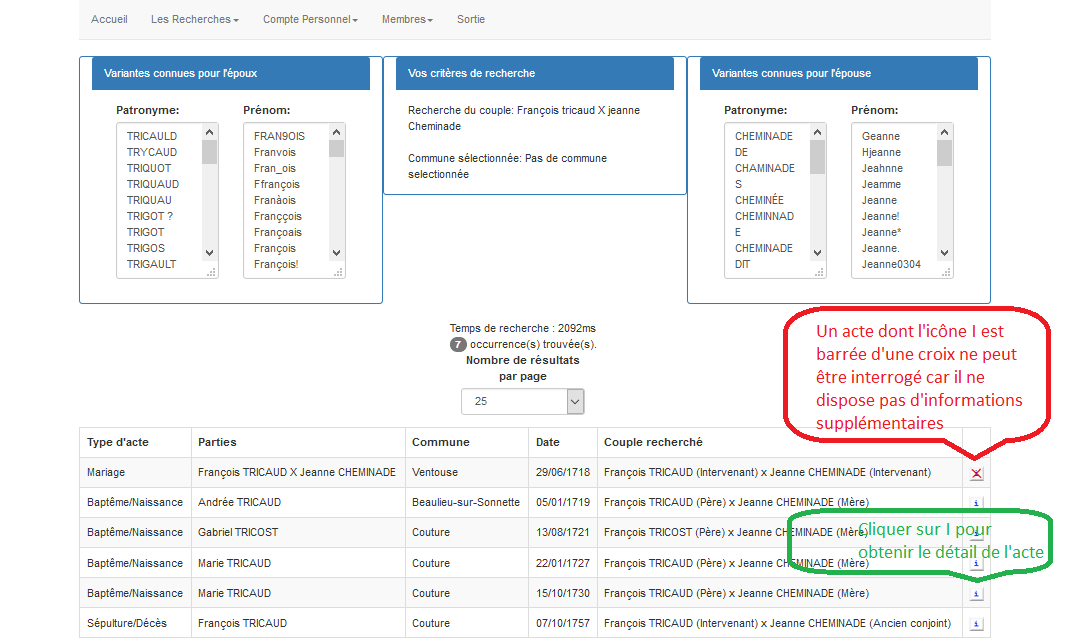 Accueil Les Recherches Compte Personnel Membres Sortie
Variantes connues pour l'époux
Patronyme: Prénom:
TRICAULD FRAN9OIS
TRYCAUD Franvois
TRIQUOT Fran_ois
TRIQUAUD Ffrançois
TRIQUAU Franàois
TRIGOT ? Françcois
TRIGOT Françoais
TRIGOS François
TRIGAULT François!
Vos critères de recherche
Recherche du couple: François tricaud X jeanne
Cheminade
Commune sélectionnée: Pas de commune
selectionnée
Variantes connues pour l'épouse
Patronyme: Prénom:
CHEMINADE Geanne
DE Hjeanne
CHAMINADE Jeahnne
S Jeamme
CHEMINÉE Jeanne
CHEMINNAD Jeanne!
E Jeanne*
CHEMINADE Jeanne.
DIT Jeanne0304
Temps de recherche : 2092ms
7 occurrence(s) trouvée(s).
Nombre de résultats
par page
25
Un acte dont l'icône I est
barrée d'une croix ne peut
être interrogé car il ne
dispose pas d'informations
supplémentaires
Type d'acte Parties Commune Date Couple recherché
Mariage François TRICAUD X Jeanne CHEMINADE Ventouse 29/06/1718 François TRICAUD (Intervenant) x Jeanne CHEMINADE (Intervenant)
Baptême/Naissance Andrée TRICAUD Beaulieu-sur-Sonnette 05/01/1719 François TRICAUD (Père) x Jeanne CHEMINADE (Mère) i
Baptême/Naissance Gabriel TRICOST Couture 13/08/1721 François TRICOST (Père) x Jeanne CHEMINADE (Mère) i
Cliquer sur I pour
obtenir le détail de l'acte
Baptême/Naissance Marie TRICAUD Couture 22/01/1727 François TRICAUD (Père) x Jeanne CHEMINADE (Mère) i
Baptême/Naissance Marie TRICAUD Couture 15/10/1730 François TRICAUD (Père) x Jeanne CHEMINADE (Mère) i
Sépulture/Décès François TRICAUD Couture 07/10/1757 François TRICAUD (Intervenant) x Jeanne CHEMINADE (Ancien conjoint) i